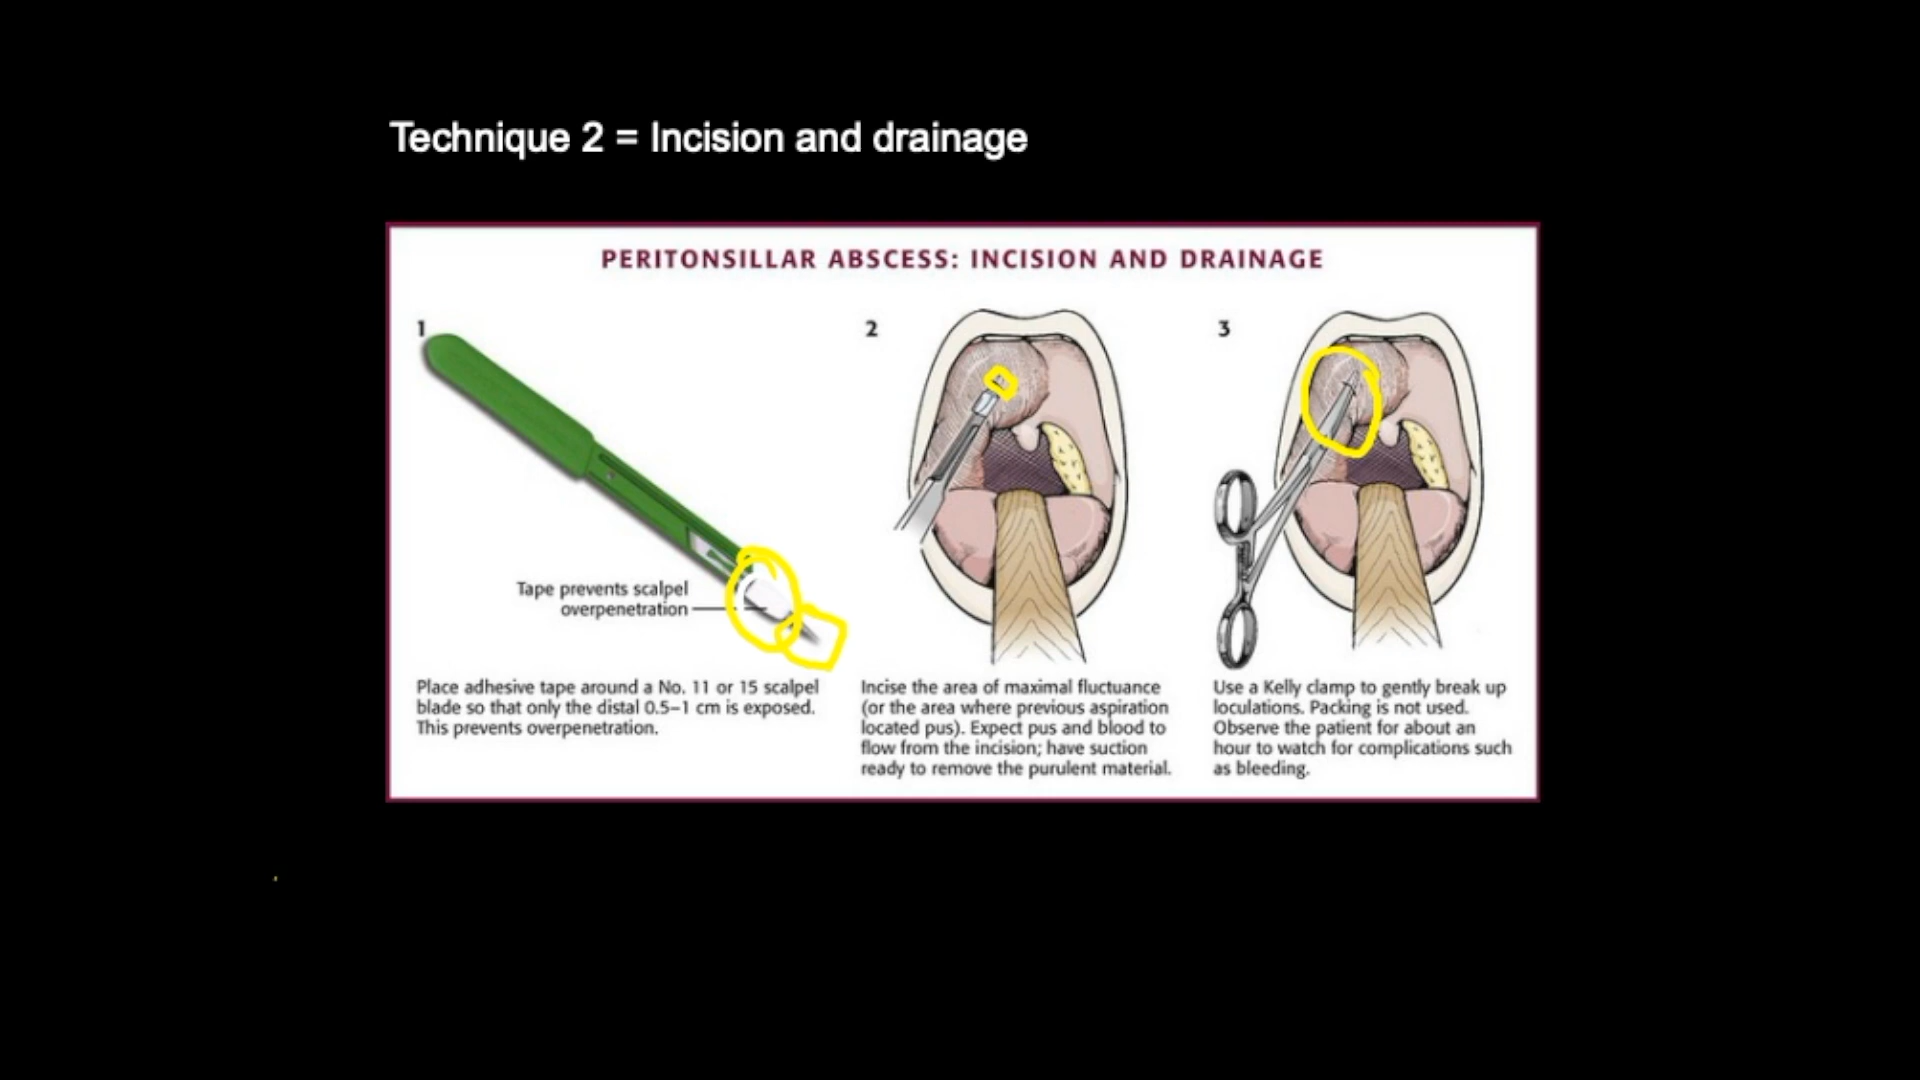 Technique 2 = Incision and drainage
PERITONSILLAR ABSCESS: INCISION AND DRAINAGE
1
Tape prevents scalpel
overpenetration
Place adhesive tape around a No. 11 or 15 scalpel
blade so that only the distal 0.5–1 cm is exposed.
This prevents overpenetration.
2
Incise the area of maximal fluctuance
(or the area where previous aspiration
located pus). Expect pus and blood to
flow from the incision; have suction
ready to remove the purulent material.
3
Use a Kelly clamp to gently break up
loculations. Packing is not used.
Observe the patient for about an
hour to watch for complications such
as bleeding.